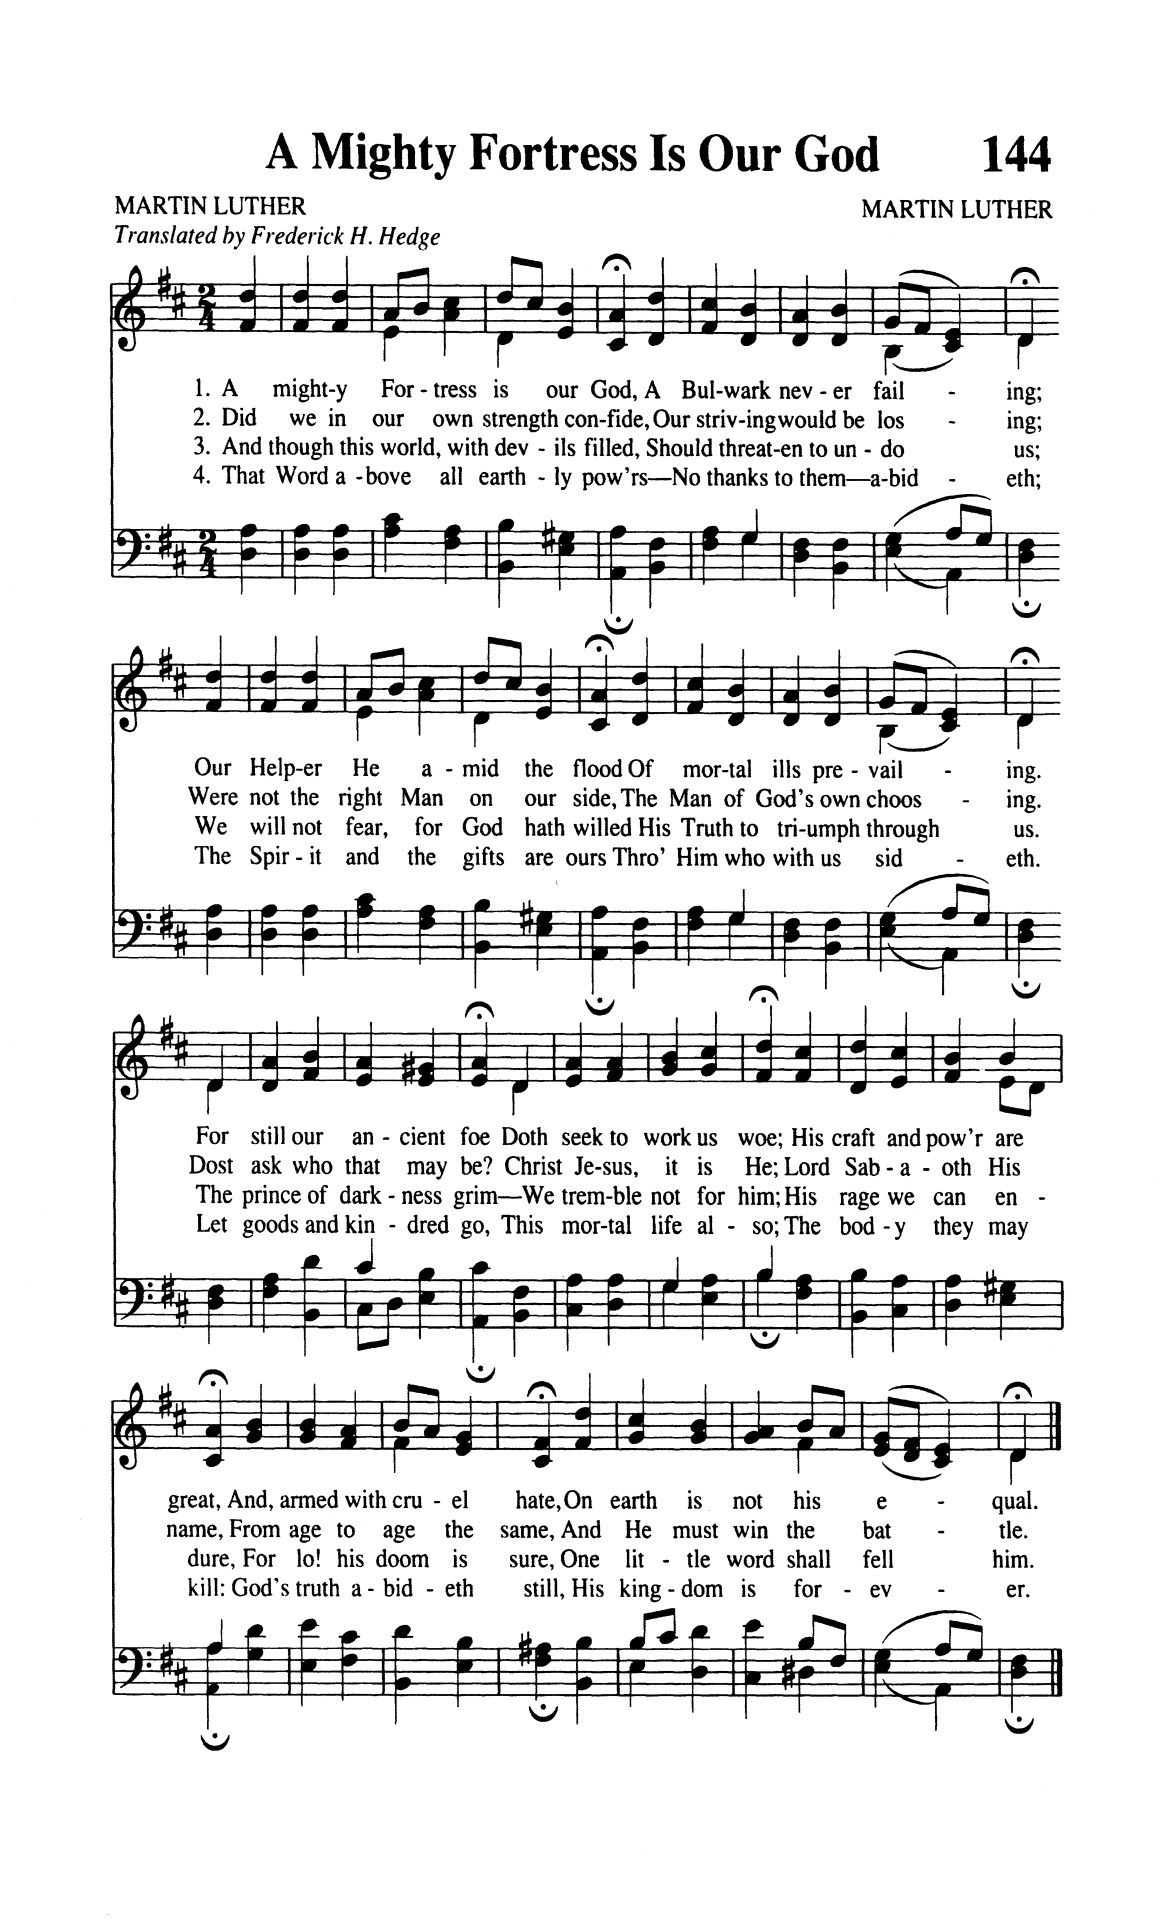 A Mighty Fortress Is Our God 144
MARTIN LUTHER MARTIN LUTHER
Translated by Frederick H. Hedge
1. A might-y For - tress is our God, A Bul-wark nev - er fail - ing;
2. Did we in our own strength con-fide, Our striv-ing would be los - ing;
3. And though this world, with dev - ils filled, Should threat-en to un - do us;
4. That Word a - bove all earth - ly pow'rs—No thanks to them—a-bid - eth;
Our Help-er He a - mid the flood Of mor-tal ills pre - vail - ing.
Were not the right Man on our side, The Man of God's own choos - ing.
We will not fear, for God hath willed His Truth to tri-umph through us.
The Spir - it and the gifts are ours Thro' Him who with us sid - eth.
For still our an - cient foe Doth seek to work us woe; His craft and pow'r are
Dost ask who that may be? Christ Je-sus, it is He; Lord Sab - a - oth His
The prince of dark - ness grim—We trem-ble not for him; His rage we can en -
Let goods and kin - dred go, This mor-tal life al - so; The bod - y they may
great, And, armed with cru - el hate, On earth is not his e - qual.
name, From age to age the same, And He must win the bat - tle.
dure, For lo! his doom is sure, One lit - tle word shall fell him.
kill: God's truth a - bid - eth still, His king - dom is for - ev - er.